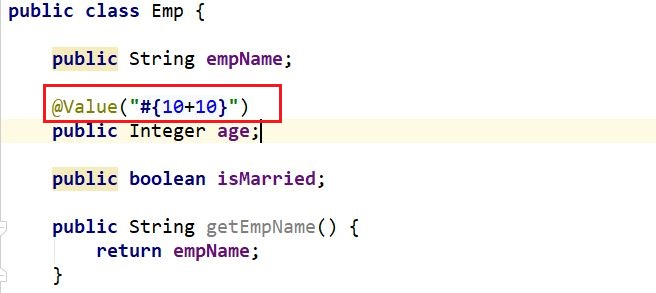 public class Emp {
public String empName;
@Value("#{10+10}")
public Integer age;
public boolean isMarried;
public String getEmpName() {
return empName;
}